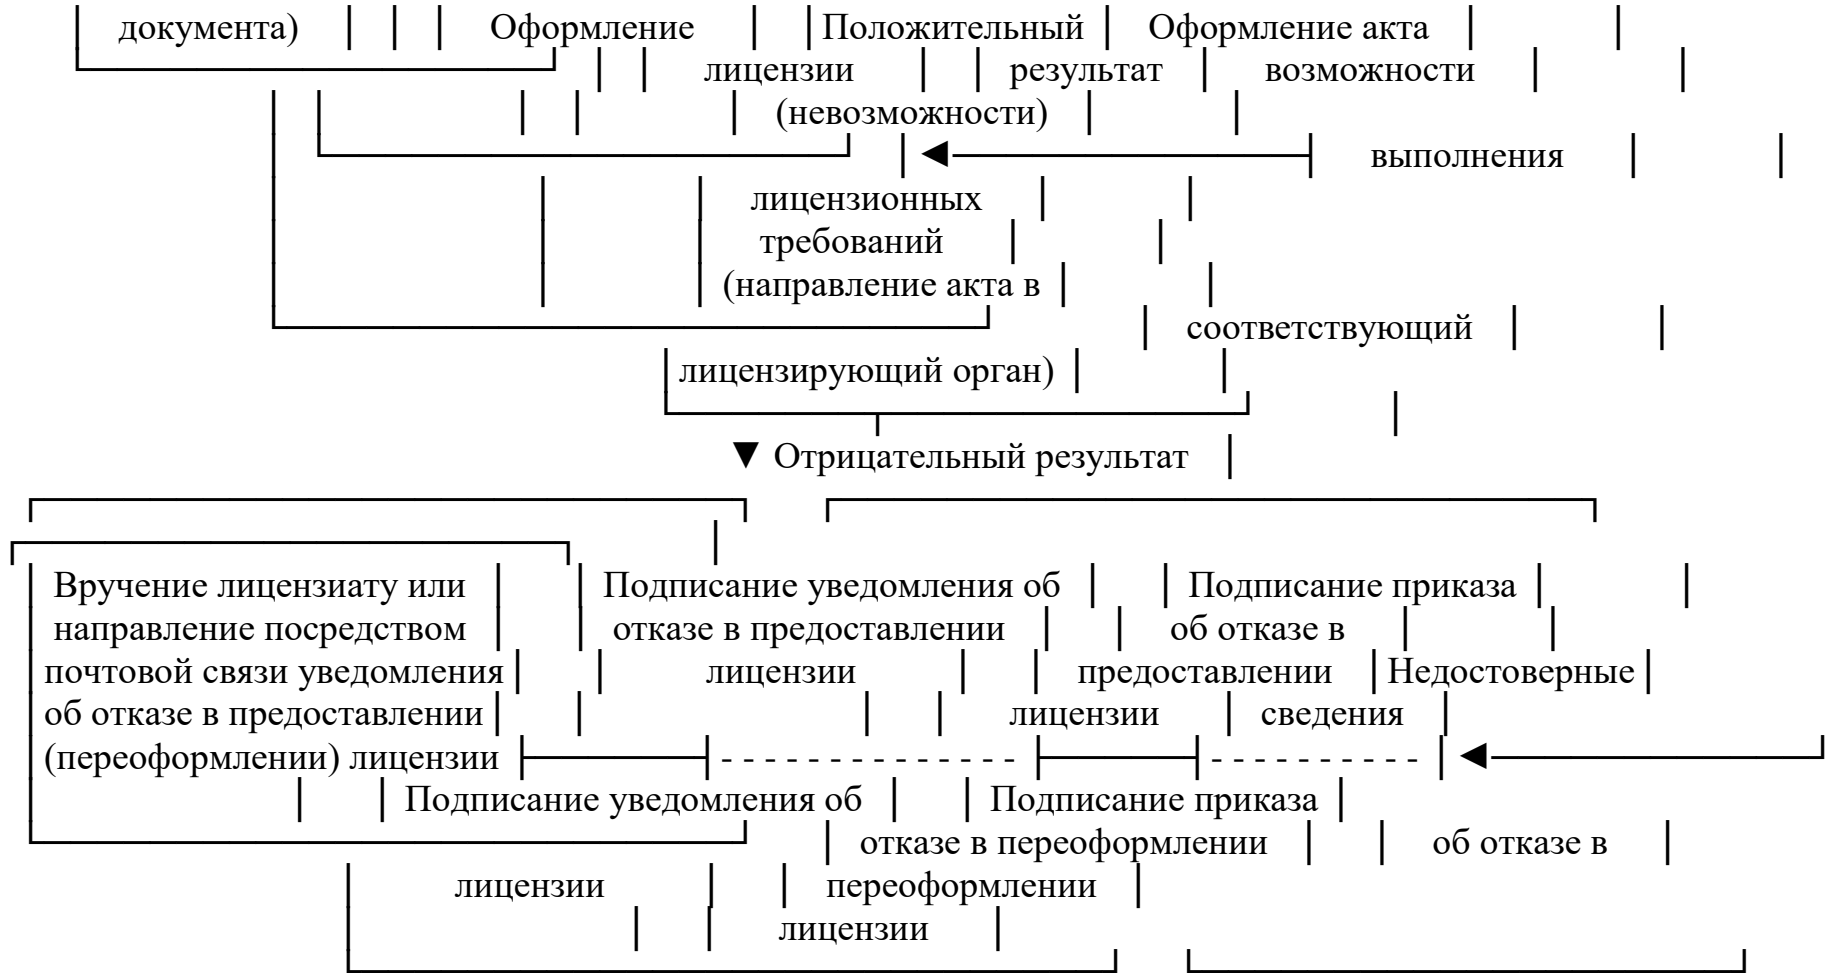 документа) Оформление Положительный Оформление акта
лицензии результат возможности
(невозможности)
выполнения
лицензионных
требований
(направление акта в
соответствующий
лицензирующий орган)
Отрицательный результат
Вручение лицензиату или Подписание уведомления об Подписание приказа
направление посредством отказе в предоставлении об отказе в
почтовой связи уведомления лицензии предоставлении Недостоверные
об отказе в предоставлении лицензии сведения
(переоформлении) лицензии - - - - - - - - - - - - - - - - - - - - - - - - -
Подписание уведомления об Подписание приказа
отказе в переоформлении об отказе в
лицензии переоформлении
лицензии